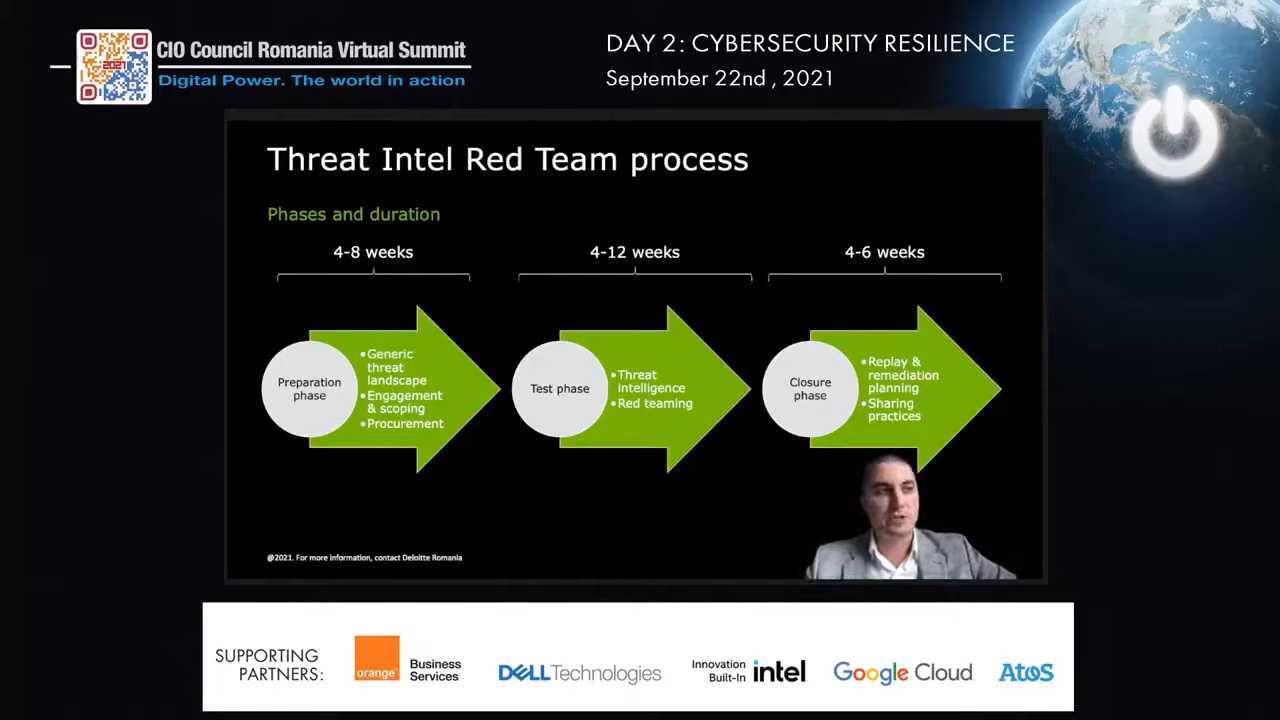 2021
CIO Council Romania Virtual Summit
Digital Power. The world in action
DAY 2: CYBERSECURITY RESILIENCE
September 22nd , 2021
Threat Intel Red Team process
Phases and duration
4-8 weeks
4-12 weeks
4-6 weeks
Preparation
phase
•Generic
threat
landscape
•Engagement
& scoping
•Procurement
Test phase
•Threat
intelligence
•Red teaming
Closure
phase
•Replay &
remediation
planning
•Sharing
practices
@2021. For more information, contact Deloitte Romania
SUPPORTING
PARTNERS:
orange™
Business
Services
DELL Technologies
Innovation
Built-In
intel
Google Cloud
Atos